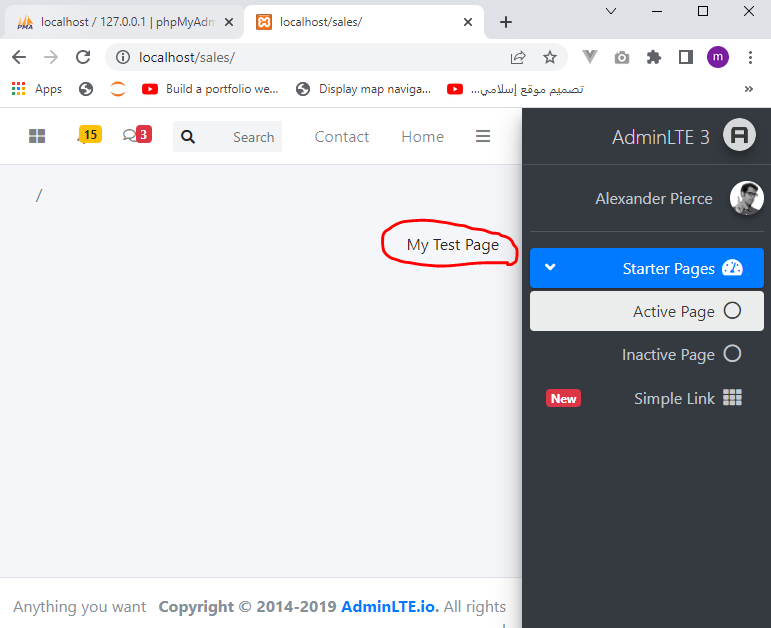 localhost / 127.0.0.1 | phpMyAdm
localhost/sales/
localhost/sales/
m
Apps
Build a portfolio we...
Display map naviga...
تصميم موقع إسلامي...
15
3
Search
Contact
Home
AdminLTE 3
/
Alexander Pierce
My Test Page
Starter Pages
Active Page
Inactive Page
New
Simple Link
Anything you want
Copyright © 2014-2019 AdminLTE.io. All rights